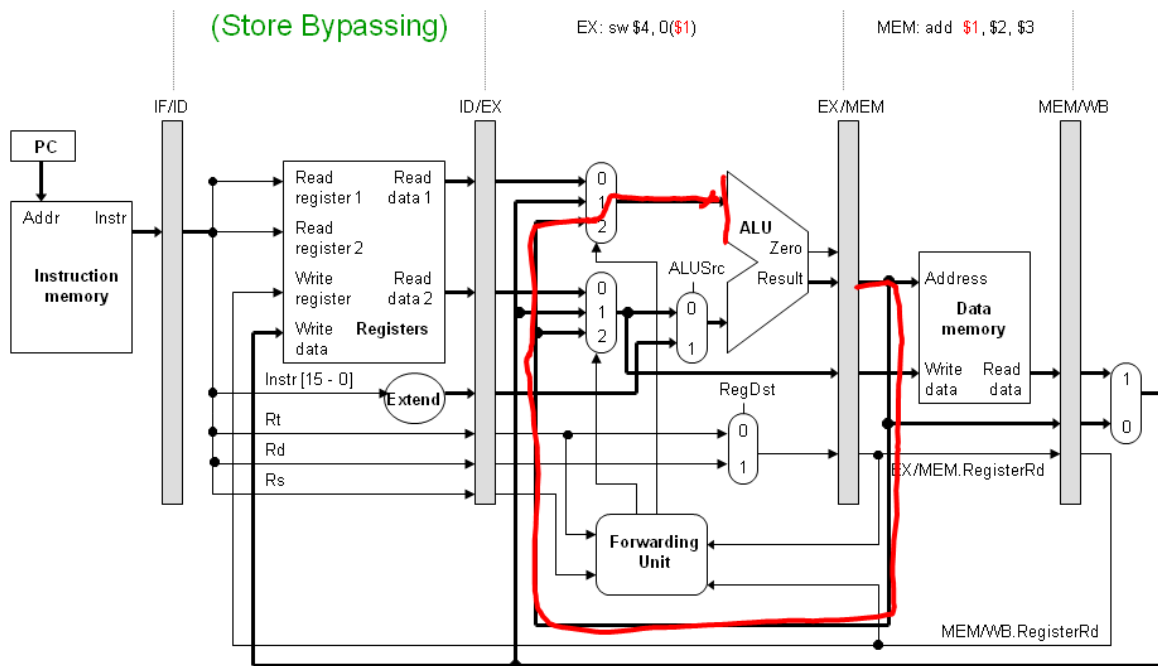 (Store Bypassing)
EX: sw $4, 0($1)
MEM: add $1, $2, $3
IF/ID
ID/EX
EX/MEM
MEM/WB
PC
Addr Instr
Instruction
memory
Read
register 1
Read
data 1
Read
register 2
Write
register
Read
data 2
Write
data
Registers
0
1
2
0
1
2
ALUSrc
0
1
ALU
Zero
Result
Address
Data
memory
Write
data
Read
data
1
0
Instr [15 - 0]
Extend
RegDst
0
1
Rt
Rd
Rs
EX/MEM.RegisterRd
Forwarding
Unit
MEM/WB.RegisterRd